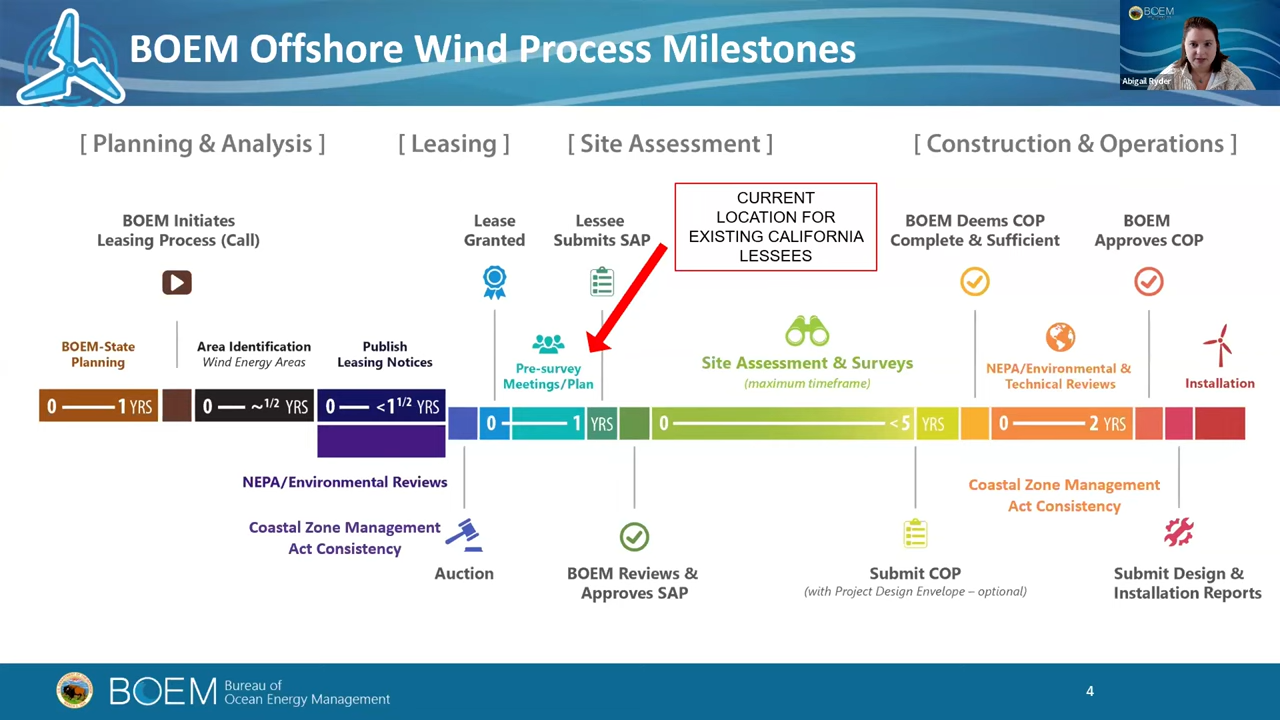 BOEM Offshore Wind Process Milestones
BOEM
Abigail Ryder
[ Planning & Analysis ]
[ Leasing ]
[ Site Assessment ]
[ Construction & Operations ]
BOEM Initiates
Leasing Process (Call)
Lease
Granted
Lessee
Submits SAP
CURRENT
LOCATION FOR
EXISTING CALIFORNIA
LESSEES
BOEM Deems COP
Complete & Sufficient
BOEM
Approves COP
BOEM-State
Planning
Area Identification
Wind Energy Areas
Publish
Leasing Notices
Pre-survey
Meetings/Plan
Site Assessment & Surveys
(maximum timeframe)
NEPA/Environmental &
Technical Reviews
Installation
0 1 YRS
0 ~1/2 YRS
0 <1 1/2 YRS
0 1 YRS
0 <5 YRS
0 2 YRS
NEPA/Environmental Reviews
Coastal Zone Management
Act Consistency
Auction
BOEM Reviews &
Approves SAP
Submit COP
(with Project Design Envelope – optional)
Coastal Zone Management
Act Consistency
Submit Design &
Installation Reports
BOEM
Bureau of
Ocean Energy Management
4